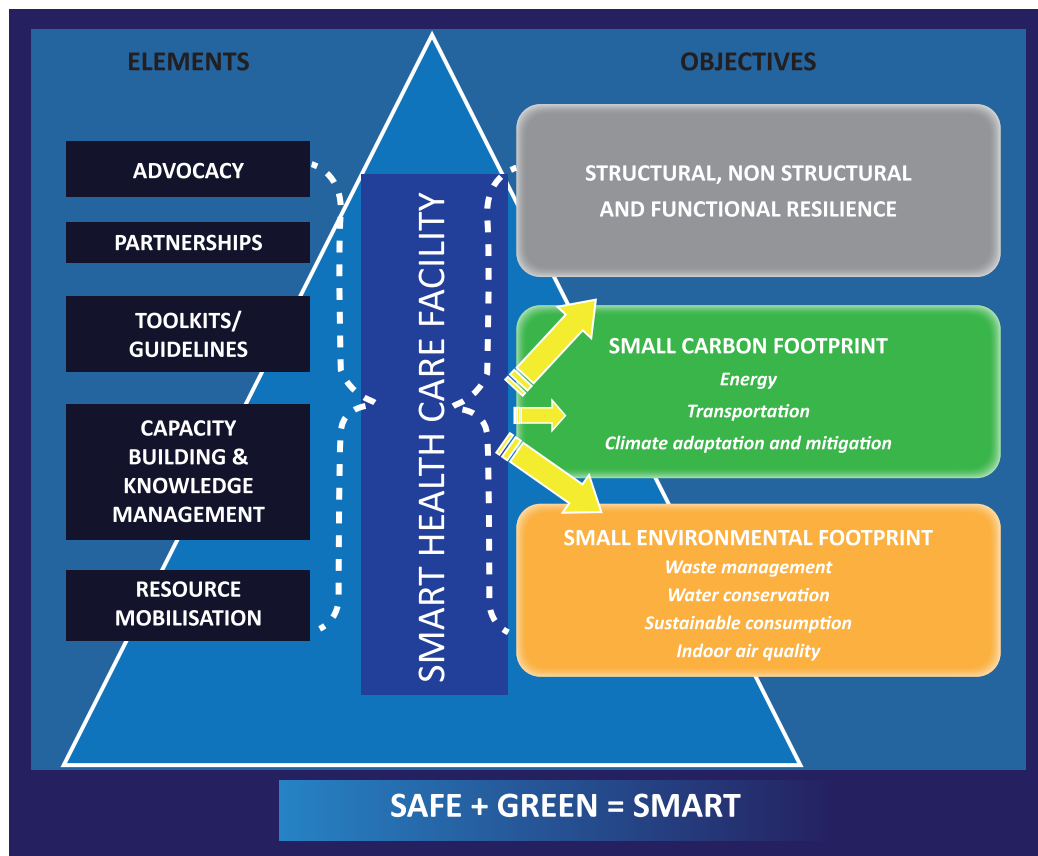 ELEMENTS
ADVOCACY
PARTNERSHIPS
TOOLKITS/
GUIDELINES
CAPACITY
BUILDING &
KNOWLEDGE
MANAGEMENT
RESOURCE
MOBILISATION
SMART HEALTH CARE FACILITY
OBJECTIVES
STRUCTURAL, NON STRUCTURAL
AND FUNCTIONAL RESILIENCE
SMALL CARBON FOOTPRINT
Energy
Transportation
Climate adaptation and mitigation
SMALL ENVIRONMENTAL FOOTPRINT
Waste management
Water conservation
Sustainable consumption
Indoor air quality
SAFE + GREEN = SMART